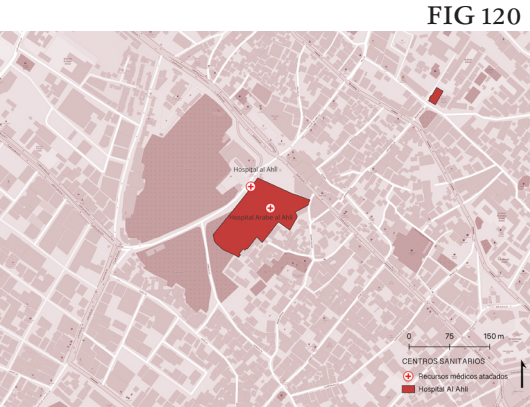 FIG 120
Hospital al Ahli
Hospital Árabe al Ahli
0 75 150 m
CENTROS SANITARIOS
Recursos médicos atacados
Hospital Al Ahli